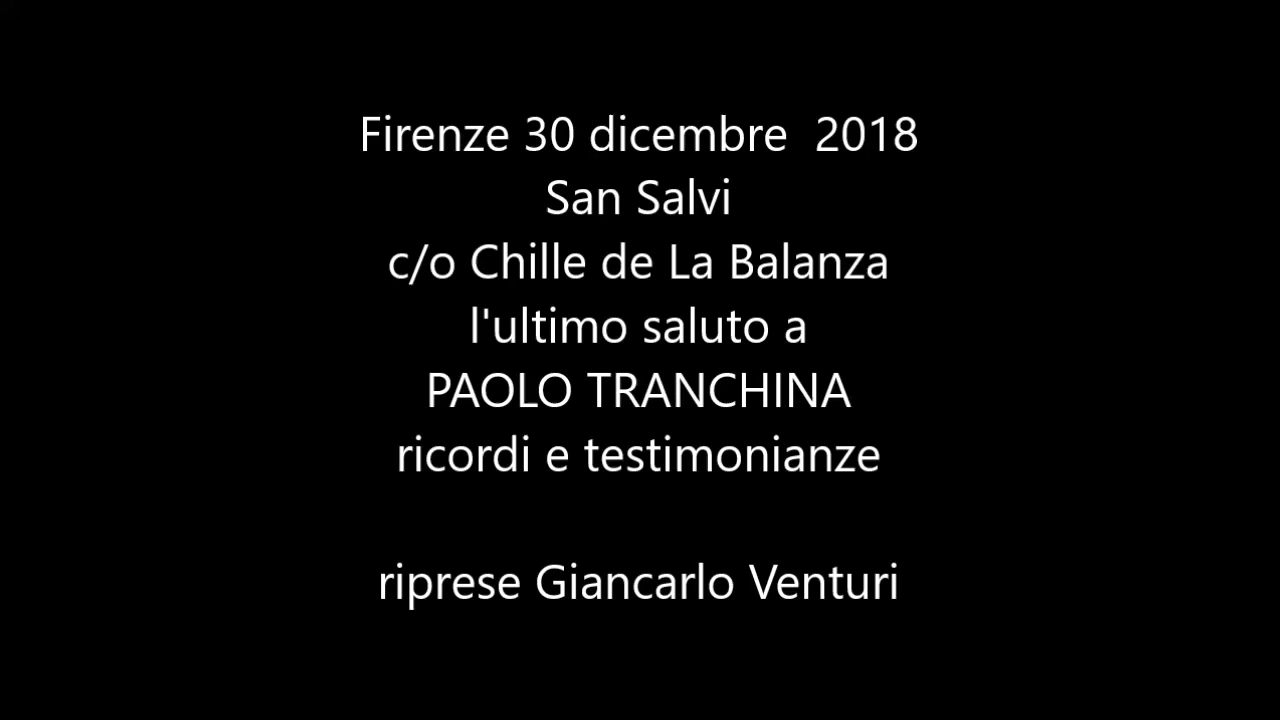 Firenze 30 dicembre  2018
San Salvi
c/o Chille de La Balanza
l'ultimo saluto a
PAOLO TRANCHINA
ricordi e testimonianze
riprese Giancarlo Venturi